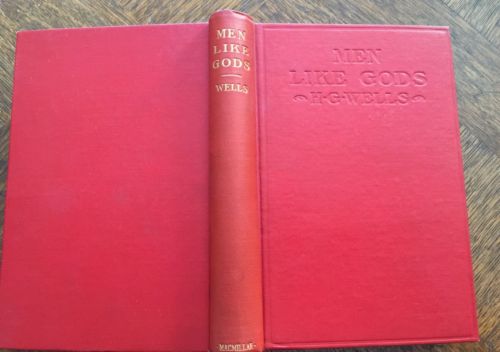 MEN
LIKE
GODS
WELLS
·MACMILLAN·
MEN
LIKE GODS
H·G·WELLS